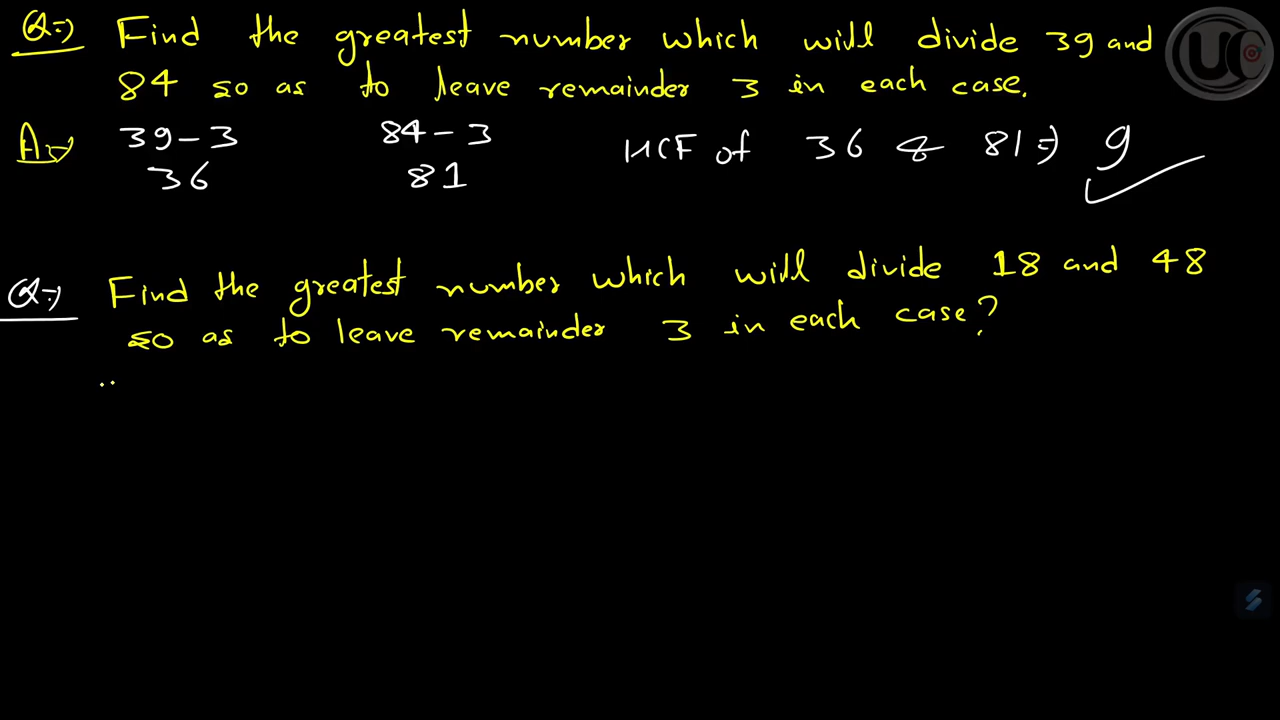 Q⇒ Find the greatest number which will divide 39 and
84 so as to leave remainder 3 in each case.
A⇒ 39-3 84-3 HCF of 36 & 81 ⇒ 9
36 81
Q⇒ Find the greatest number which will divide 18 and 48
so as to leave remainder 3 in each case?
UC